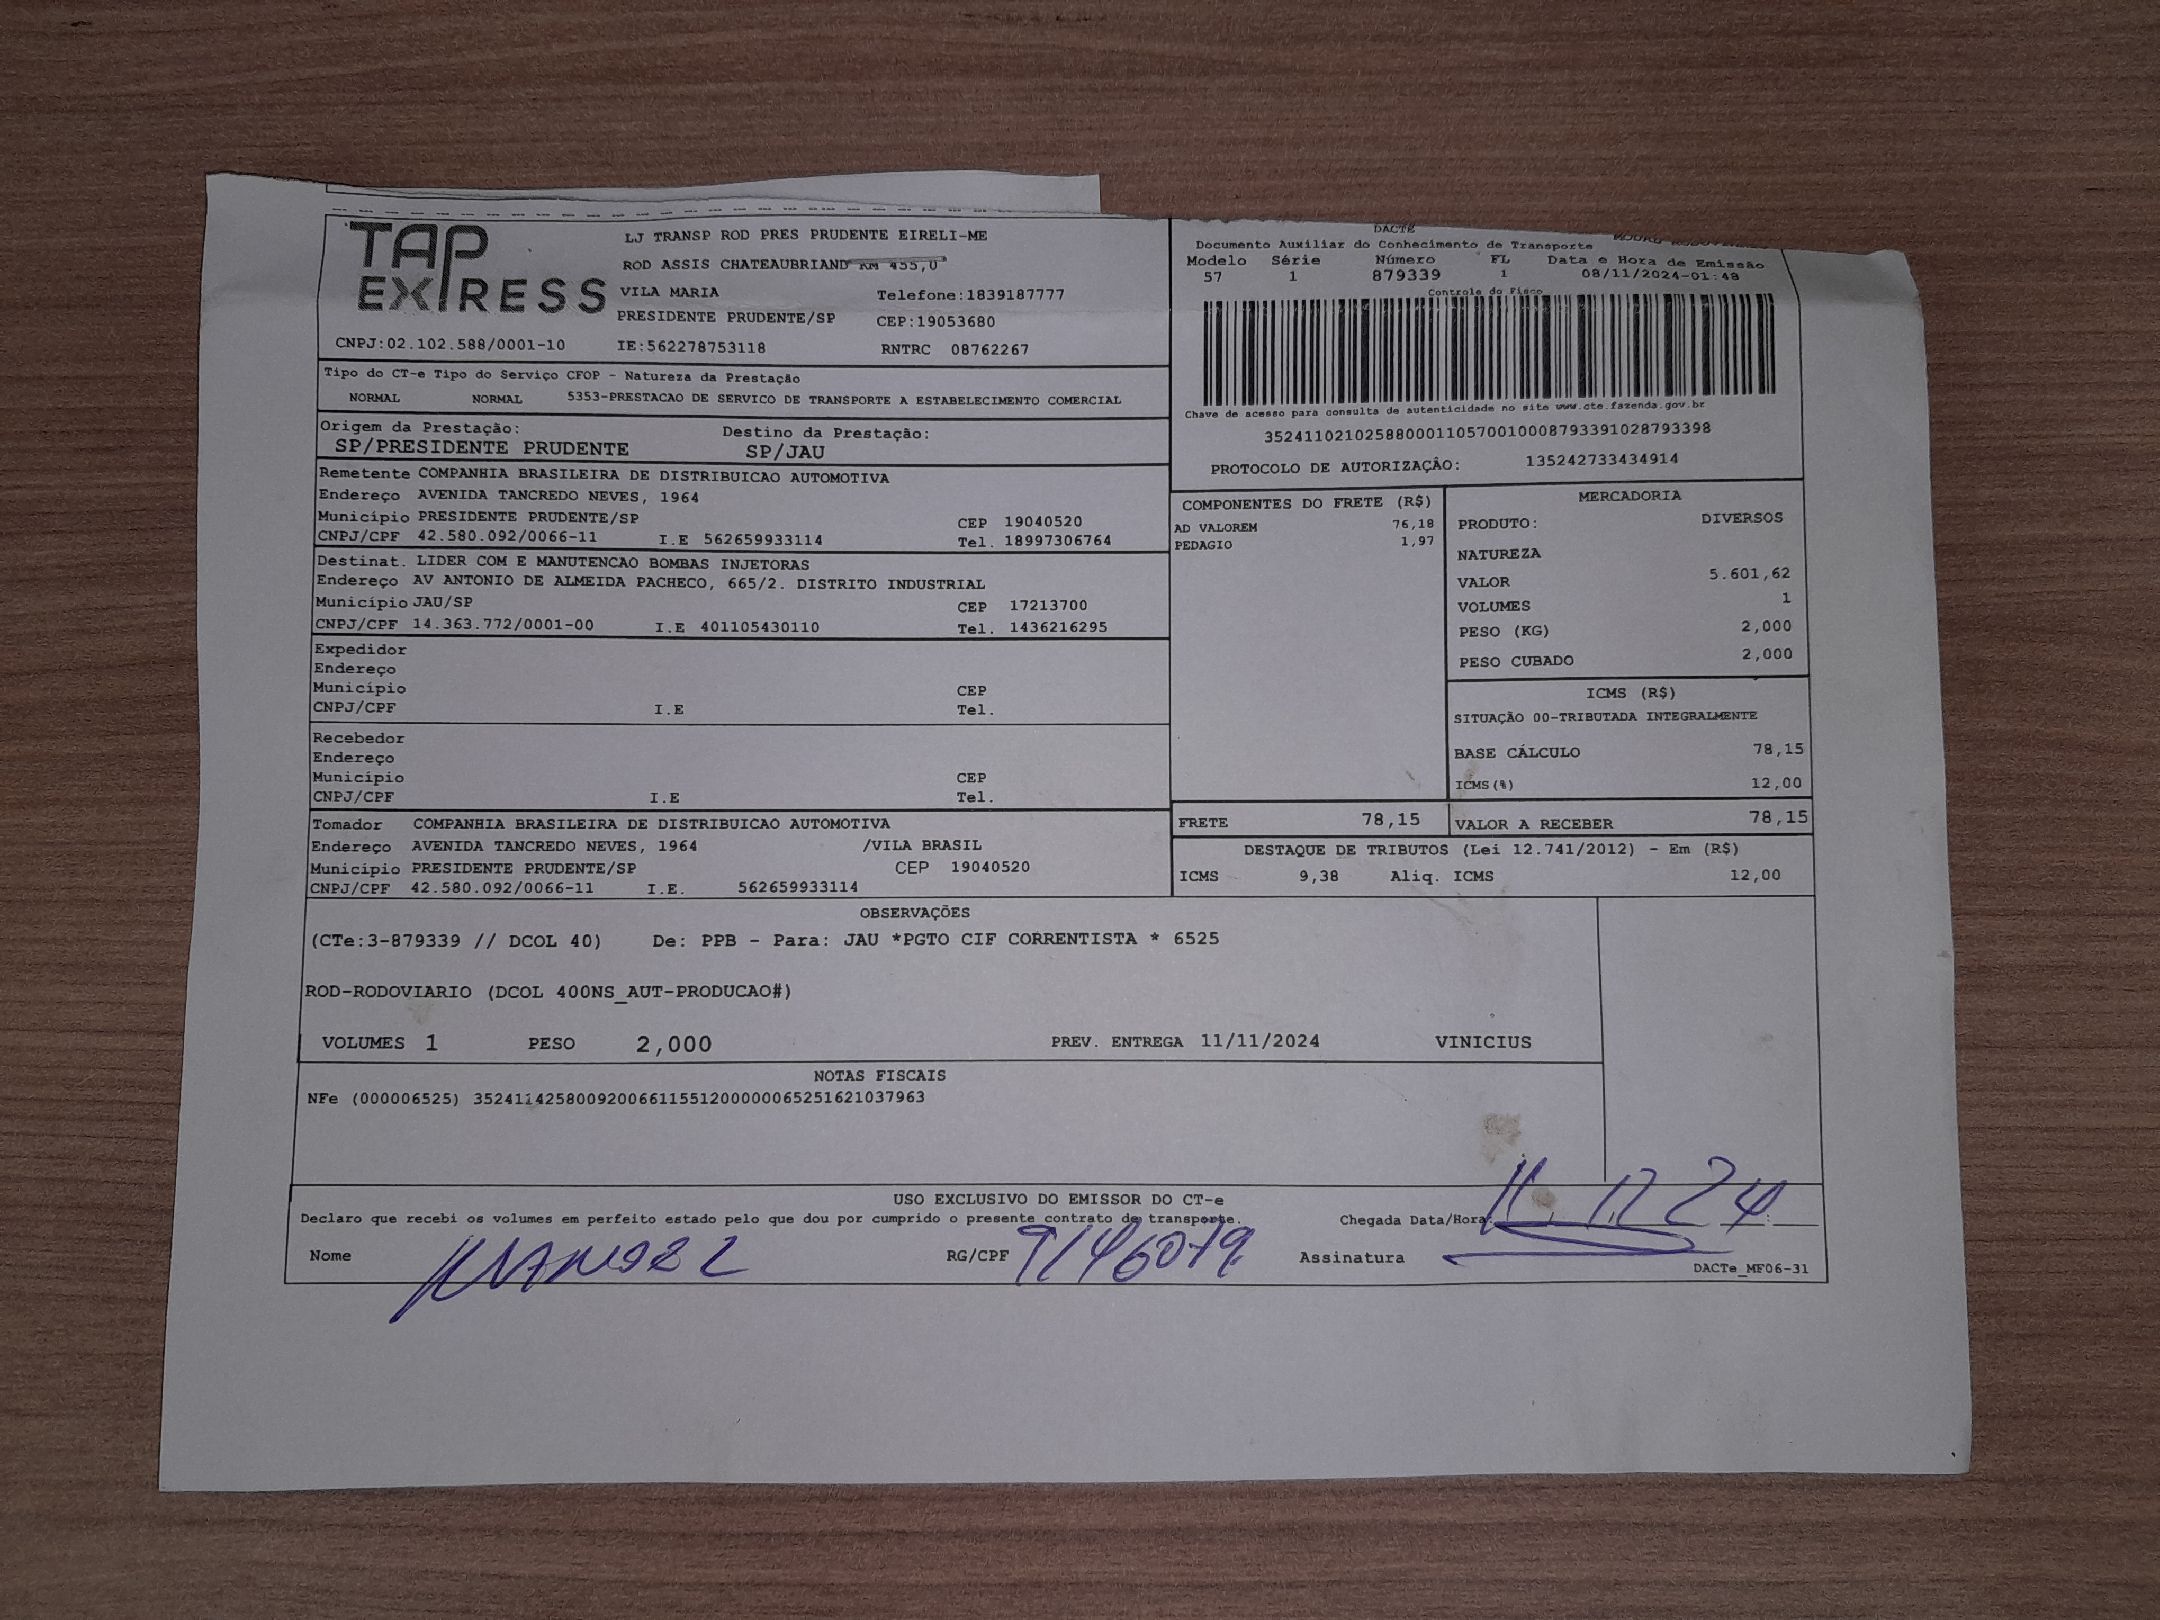 TAP
EXPRESS
LJ TRANSP ROD PRES PRUDENTE EIRELI-ME
ROD ASSIS CHATEAUBRIAND KM 455,0
VILA MARIA Telefone:1839187777
PRESIDENTE PRUDENTE/SP CEP:19053680
CNPJ:02.102.588/0001-10 IE:562278753118 RNTRC 08762267
DACTE
Documento Auxiliar do Conhecimento de Transporte
Modelo Série Número FL Data e Hora de Emissão
57 1 879339 1 08/11/2024-01:48
Controle do Fisco
Chave de acesso para consulta de autenticidade no site www.cte.fazenda.gov.br
35241102102588000110570010008793391028793398
PROTOCOLO DE AUTORIZAÇÂO: 135242733434914
Tipo do CT-e Tipo do Serviço CFOP - Natureza da Prestação
NORMAL NORMAL 5353-PRESTACAO DE SERVICO DE TRANSPORTE A ESTABELECIMENTO COMERCIAL
Origem da Prestação: Destino da Prestação:
SP/PRESIDENTE PRUDENTE SP/JAU
Remetente COMPANHIA BRASILEIRA DE DISTRIBUICAO AUTOMOTIVA
Endereço AVENIDA TANCREDO NEVES, 1964
Município PRESIDENTE PRUDENTE/SP CEP 19040520
CNPJ/CPF 42.580.092/0066-11 I.E 562659933114 Tel. 18997306764
Destinat. LIDER COM E MANUTENCAO BOMBAS INJETORAS
Endereço AV ANTONIO DE ALMEIDA PACHECO, 665/2. DISTRITO INDUSTRIAL
Município JAU/SP CEP 17213700
CNPJ/CPF 14.363.772/0001-00 I.E 401105430110 Tel. 1436216295
Expedidor
Endereço
Município CEP
CNPJ/CPF I.E Tel.
Recebedor
Endereço
Município CEP
CNPJ/CPF I.E Tel.
Tomador COMPANHIA BRASILEIRA DE DISTRIBUICAO AUTOMOTIVA
Endereço AVENIDA TANCREDO NEVES, 1964 /VILA BRASIL
Município PRESIDENTE PRUDENTE/SP CEP 19040520
CNPJ/CPF 42.580.092/0066-11 I.E. 562659933114
COMPONENTES DO FRETE (R$)
AD VALOREM 76,18
PEDAGIO 1,97
MERCADORIA
PRODUTO: DIVERSOS
NATUREZA
VALOR 5.601,62
VOLUMES 1
PESO (KG) 2,000
PESO CUBADO 2,000
ICMS (R$)
SITUAÇÃO 00-TRIBUTADA INTEGRALMENTE
BASE CÁLCULO 78,15
ICMS(%) 12,00
FRETE 78,15 VALOR A RECEBER 78,15
DESTAQUE DE TRIBUTOS (Lei 12.741/2012) - Em (R$)
ICMS 9,38 Aliq. ICMS 12,00
OBSERVAÇÕES
(CTe:3-879339 // DCOL 40) De: PPB - Para: JAU *PGTO CIF CORRENTISTA * 6525
ROD-RODOVIARIO (DCOL 400NS_AUT-PRODUCAO#)
VOLUMES 1 PESO 2,000 PREV. ENTREGA 11/11/2024 VINICIUS
NOTAS FISCAIS
NFe (000006525) 35241142580092006611551200000065251621037963
USO EXCLUSIVO DO EMISSOR DO CT-e
Declaro que recebi os volumes em perfeito estado pelo que dou por cumprido o presente contrato de transporte.
Chegada Data/Hora:
Nome RG/CPF Assinatura
DACTe_MF06-31